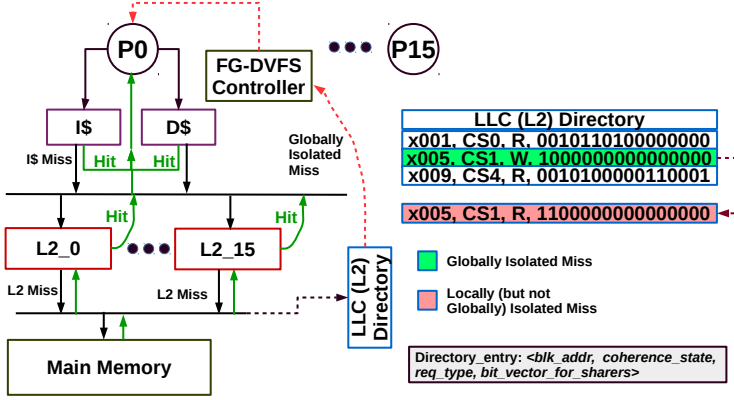 P0
P15
FG-DVFS
Controller
I$
D$
I$ Miss
Hit
Hit
Globally
Isolated
Miss
Hit
Hit
L2_0
L2_15
L2 Miss
L2 Miss
LLC (L2)
Directory
Main Memory
LLC (L2) Directory
x001, CS0, R, 0010110100000000
x005, CS1, W, 1000000000000000
x009, CS4, R, 0010100000110001
x005, CS1, R, 1100000000000000
Globally Isolated Miss
Locally (but not
Globally) Isolated Miss
Directory_entry: <blk_addr, coherence_state,
req_type, bit_vector_for_sharers>